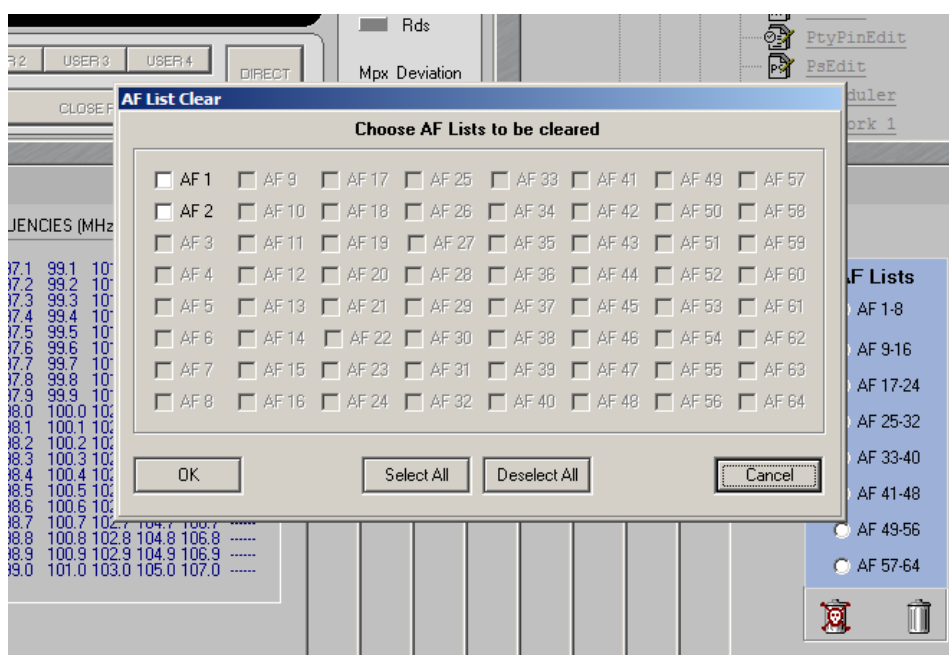 Rds
PtyPinEdit
USER 3 USER 4
DIRECT
Mpx Deviation
PsEdit
AF List Clear
Choose AF Lists to be cleared
AF 1 AF 9 AF 17 AF 25 AF 33 AF 41 AF 49 AF 57
AF 2 AF 10 AF 18 AF 26 AF 34 AF 42 AF 50 AF 58
AF 3 AF 11 AF 19 AF 27 AF 35 AF 43 AF 51 AF 59
AF 4 AF 12 AF 20 AF 28 AF 36 AF 44 AF 52 AF 60
AF 5 AF 13 AF 21 AF 29 AF 37 AF 45 AF 53 AF 61
AF 6 AF 14 AF 22 AF 30 AF 38 AF 46 AF 54 AF 62
AF 7 AF 15 AF 23 AF 31 AF 39 AF 47 AF 55 AF 63
AF 8 AF 16 AF 24 AF 32 AF 40 AF 48 AF 56 AF 64
OK Select All Deselect All Cancel
(MHz
99.1
99.2
99.3
99.4
99.5
99.6
99.7
99.8
99.9
100.0
100.1
100.2
100.3
100.4
100.5
100.6
100.7 102.7 104.7 106.7 -----
100.8 102.8 104.8 106.8 -----
100.9 102.9 104.9 106.9 -----
101.0 103.0 105.0 107.0 -----
Lists
AF 1-8
AF 9-16
AF 17-24
AF 25-32
AF 33-40
AF 41-48
AF 49-56
AF 57-64